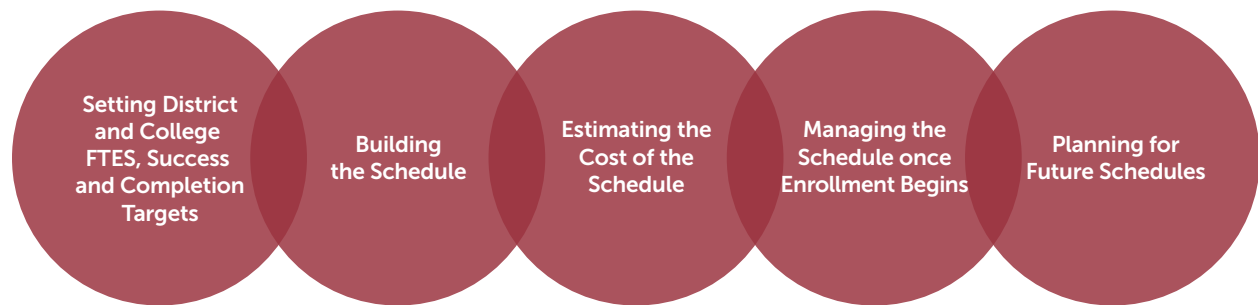 Setting District
and College
FTES, Success
and Completion
Targets
Building
the Schedule
Estimating the
Cost of the
Schedule
Managing the
Schedule once
Enrollment Begins
Planning for
Future Schedules